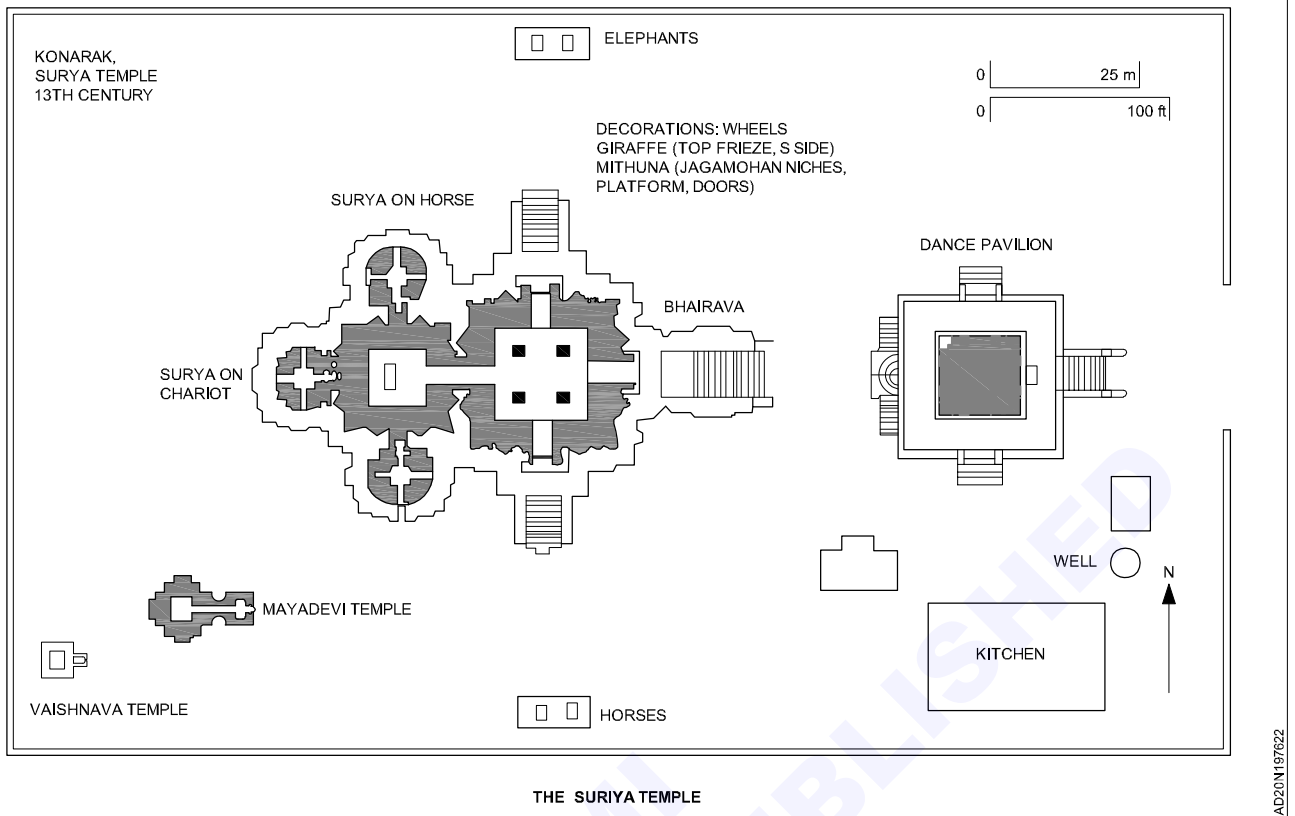 KONARAK,
SURYA TEMPLE
13TH CENTURY
ELEPHANTS
0 25 m
0 100 ft
DECORATIONS: WHEELS
GIRAFFE (TOP FRIEZE, S SIDE)
MITHUNA (JAGAMOHAN NICHES,
PLATFORM, DOORS)
SURYA ON HORSE
DANCE PAVILION
BHAIRAVA
SURYA ON
CHARIOT
WELL
N
MAYADEVI TEMPLE
KITCHEN
VAISHNAVA TEMPLE
HORSES
THE SURIYA TEMPLE
AD20N197622